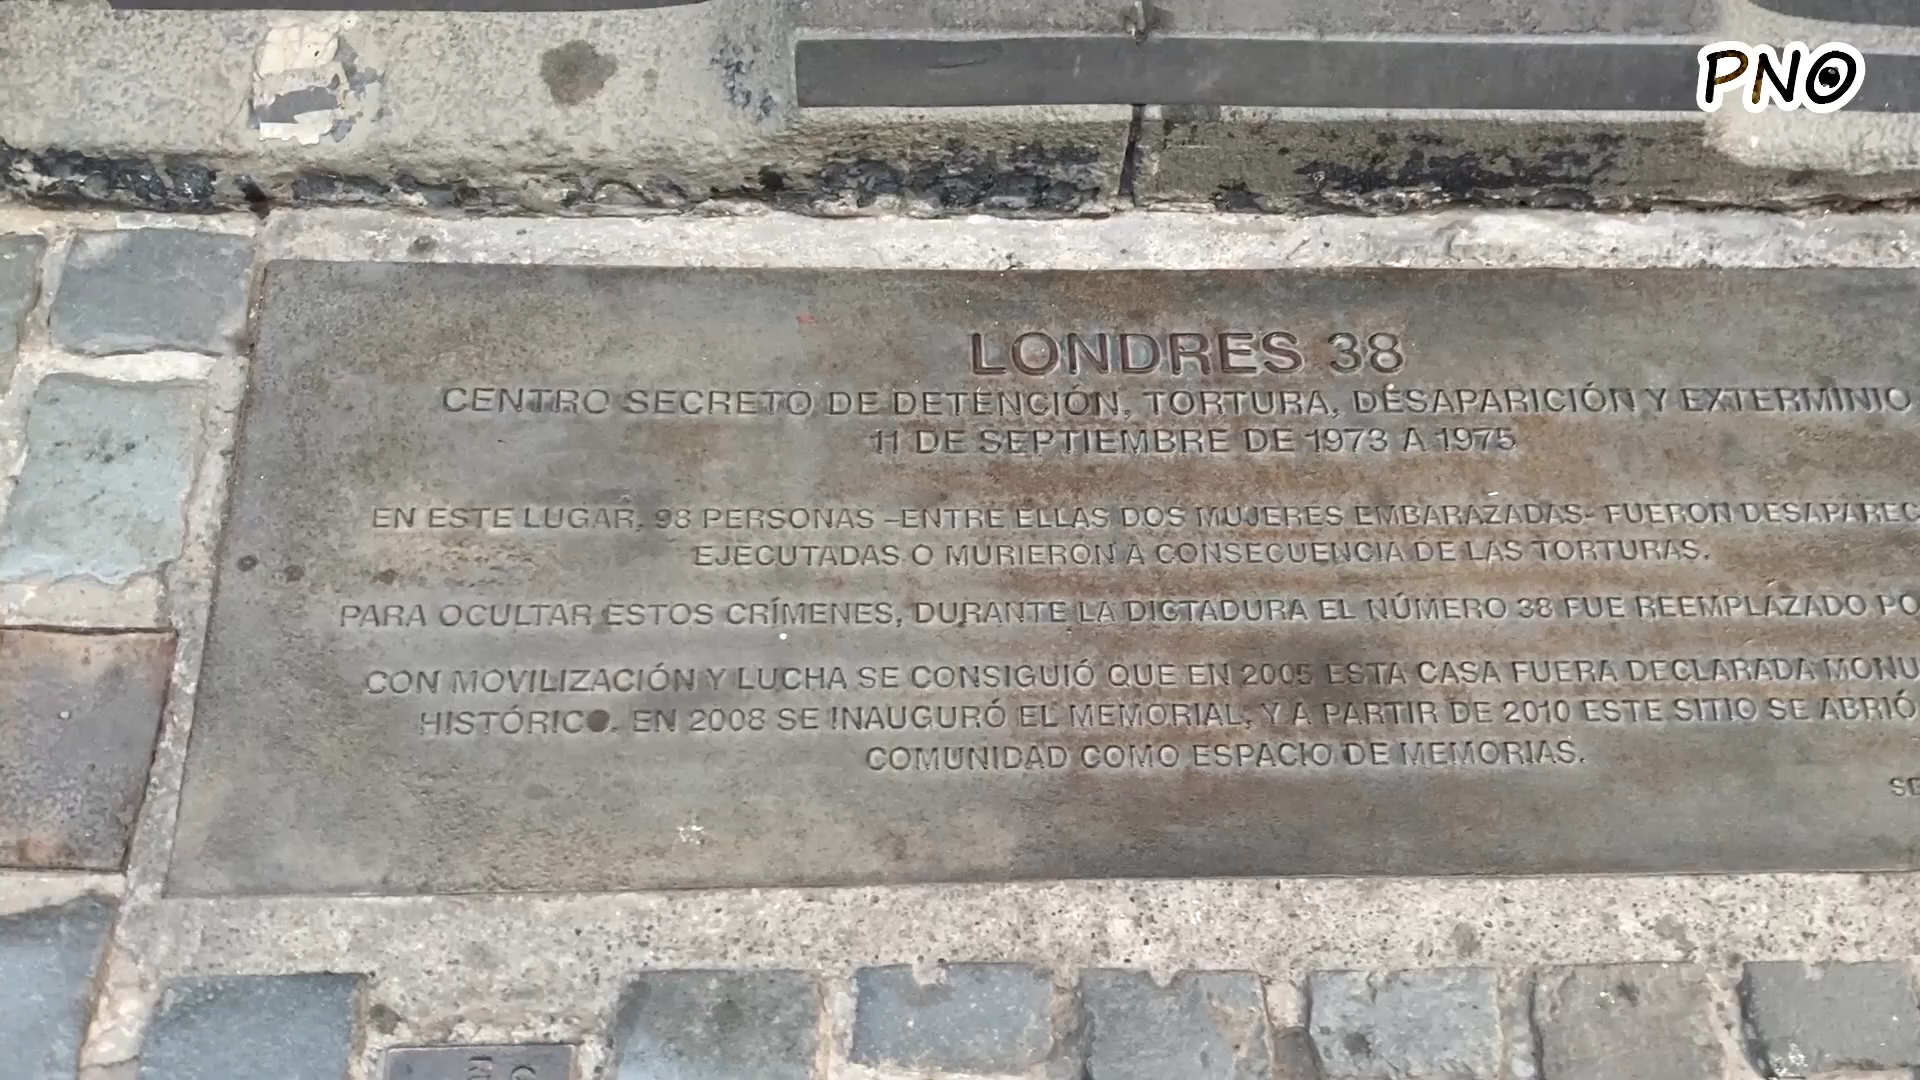 PNO
LONDRES 38
CENTRO SECRETO DE DETENCIÓN, TORTURA, DESAPARICIÓN Y EXTERMINIO
11 DE SEPTIEMBRE DE 1973 A 1975
EN ESTE LUGAR, 98 PERSONAS -ENTRE ELLAS DOS MUJERES EMBARAZADAS- FUERON DESAPAREC
EJECUTADAS O MURIERON A CONSECUENCIA DE LAS TORTURAS.
PARA OCULTAR ESTOS CRÍMENES, DURANTE LA DICTADURA EL NÚMERO 38 FUE REEMPLAZADO PO
CON MOVILIZACIÓN Y LUCHA SE CONSIGUIÓ QUE EN 2005 ESTA CASA FUERA DECLARADA MONU
HISTÓRICO. EN 2008 SE INAUGURÓ EL MEMORIAL, Y A PARTIR DE 2010 ESTE SITIO SE ABRIÓ
COMUNIDAD COMO ESPACIO DE MEMORIAS.